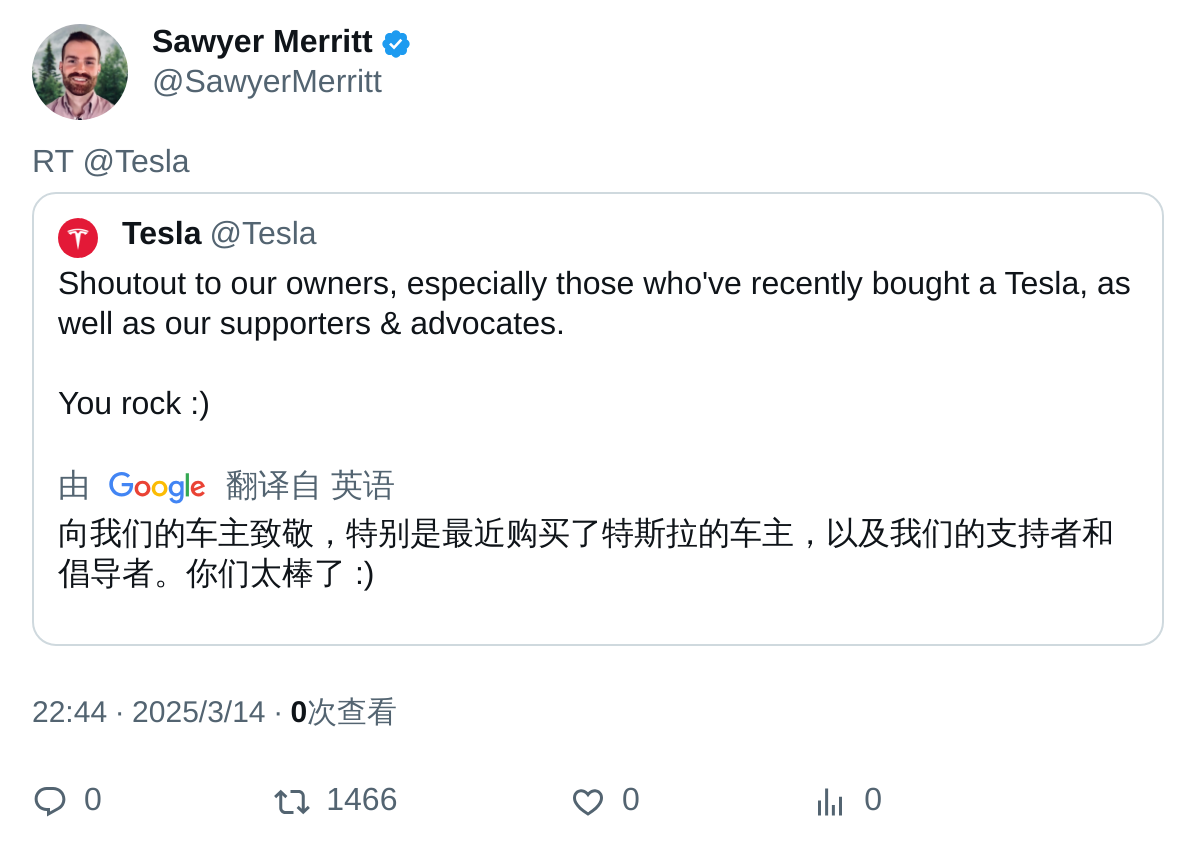 Sawyer Merritt
@SawyerMerritt
RT @Tesla
Tesla @Tesla
Shoutout to our owners, especially those who've recently bought a Tesla, as
well as our supporters & advocates.
You rock :)
由 Google 翻译自 英语
向我们的车主致敬，特别是最近购买了特斯拉的车主，以及我们的支持者和
倡导者。你们太棒了 :)
22:44 · 2025/3/14 · 0次查看
0 1466 0 0